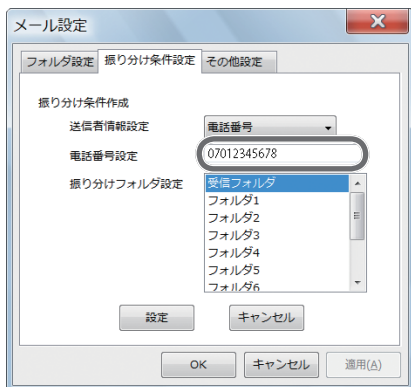 メール設定
フォルダ設定 振り分け条件設定 その他設定
振り分け条件作成
送信者情報設定 電話番号
電話番号設定 07012345678
振り分けフォルダ設定 受信フォルダ
フォルダ1
フォルダ2
フォルダ3
フォルダ4
フォルダ5
フォルダ6
設定 キャンセル
OK キャンセル 適用(A)